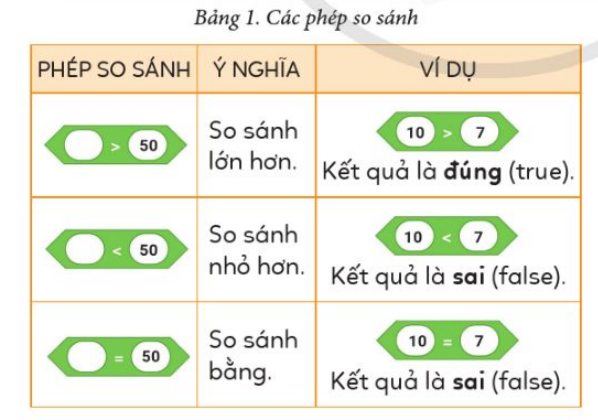 Bảng 1. Các phép so sánh
PHÉP SO SÁNH Ý NGHĨA VÍ DỤ
> 50
So sánh
lớn hơn.
10 > 7
Kết quả là đúng (true).
< 50
So sánh
nhỏ hơn.
10 < 7
Kết quả là sai (false).
= 50
So sánh
bằng.
10 = 7
Kết quả là sai (false).